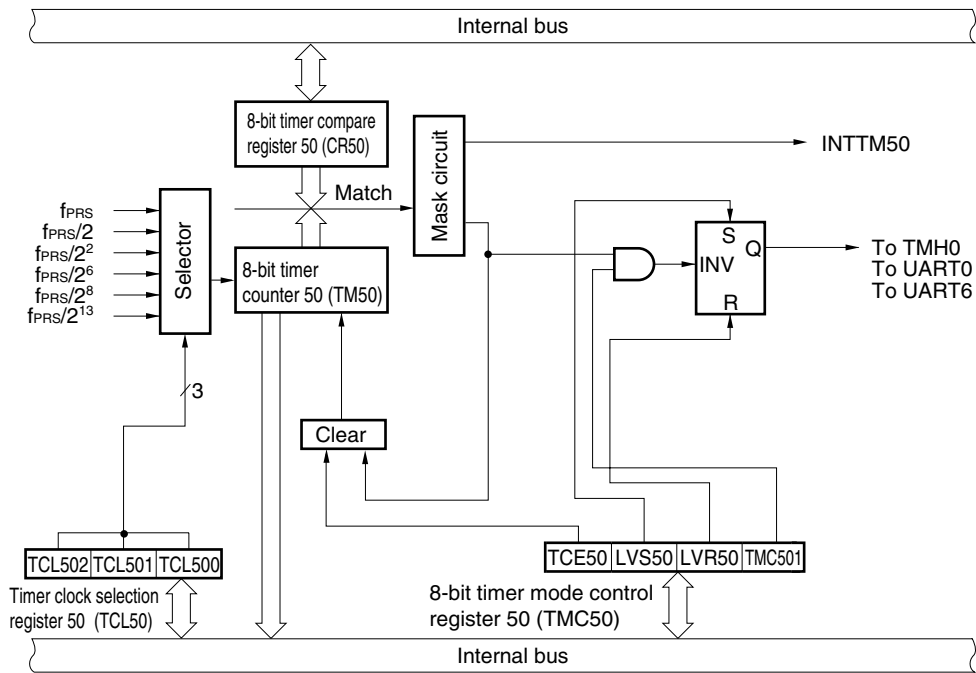 Internal bus
8-bit timer compare
register 50 (CR50)
Match
Mask circuit
INTTM50
fPRS
fPRS/2
fPRS/2²
fPRS/2⁶
fPRS/2⁸
fPRS/2¹³
Selector
8-bit timer
counter 50 (TM50)
S
INV
Q
R
To TMH0
To UART0
To UART6
3
Clear
TCL502 TCL501 TCL500
Timer clock selection
register 50 (TCL50)
TCE50 LVS50 LVR50 TMC501
8-bit timer mode control
register 50 (TMC50)
Internal bus